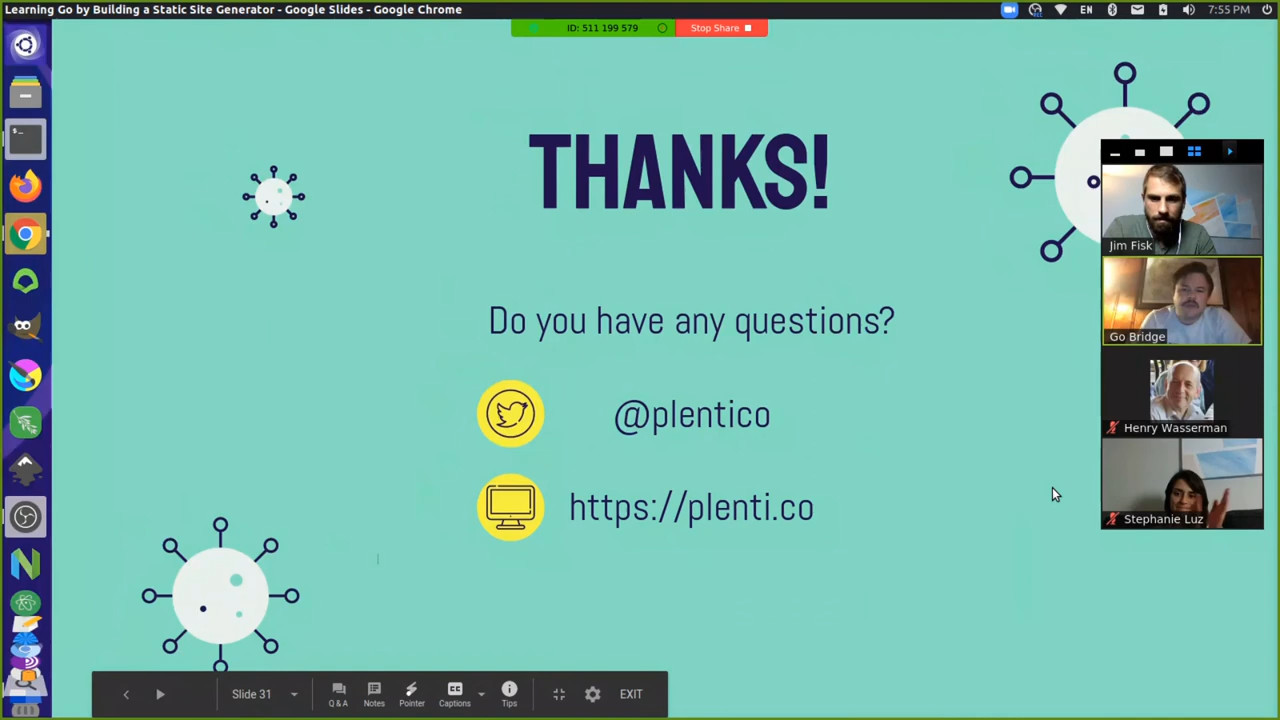 Learning Go by Building a Static Site Generator - Google Slides - Google Chrome
EN
7:55 PM
ID: 511 199 579
Stop Share
THANKS!
Do you have any questions?
@plentico
https://plenti.co
Jim Fisk
Go Bridge
Henry Wasserman
Stephanie Luz
Slide 31
Q & A
Notes
Pointer
CC
Captions
Tips
EXIT